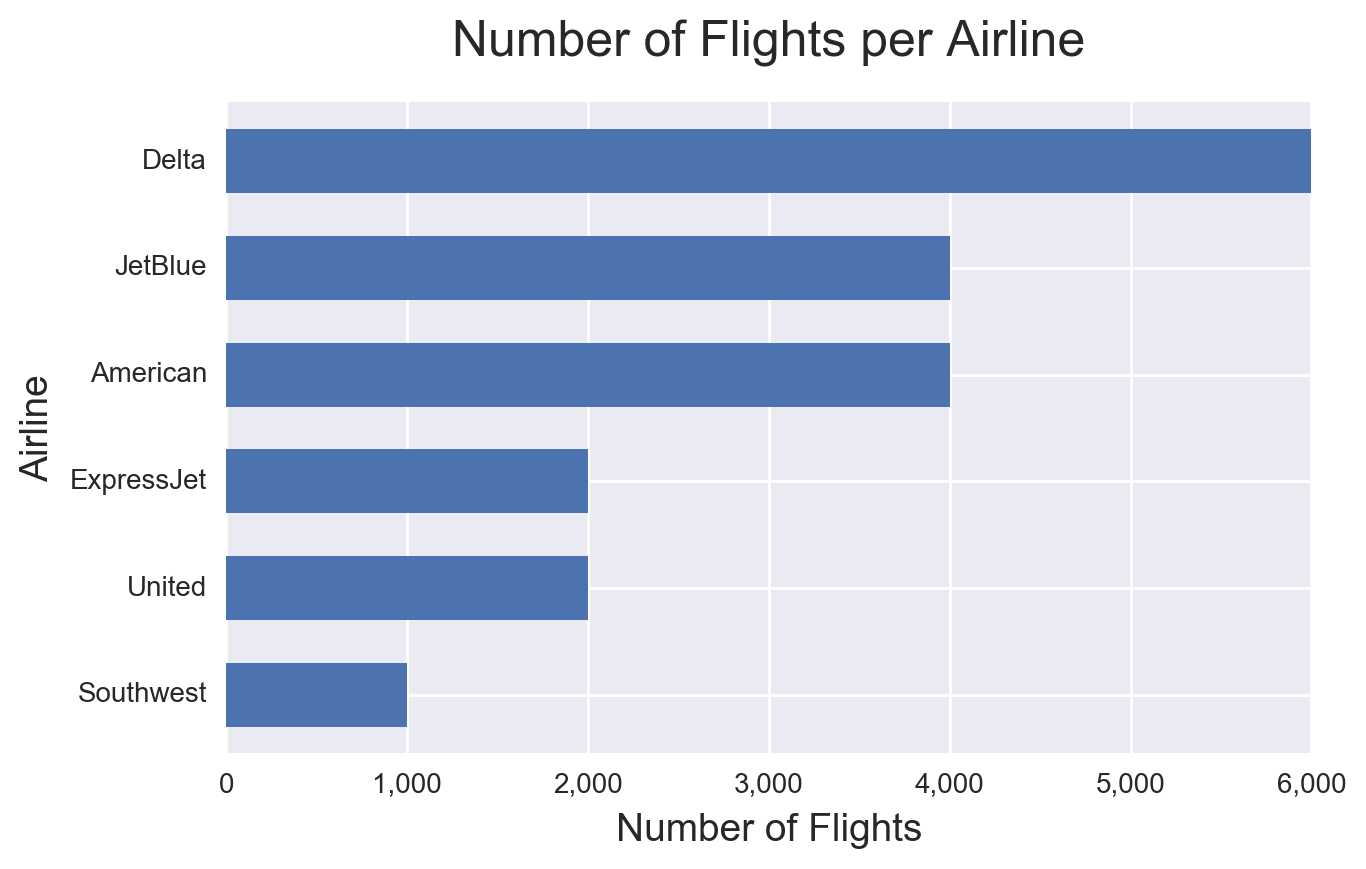 Number of Flights per Airline
Delta
JetBlue
American
ExpressJet
United
Southwest
Airline
0 1,000 2,000 3,000 4,000 5,000 6,000
Number of Flights